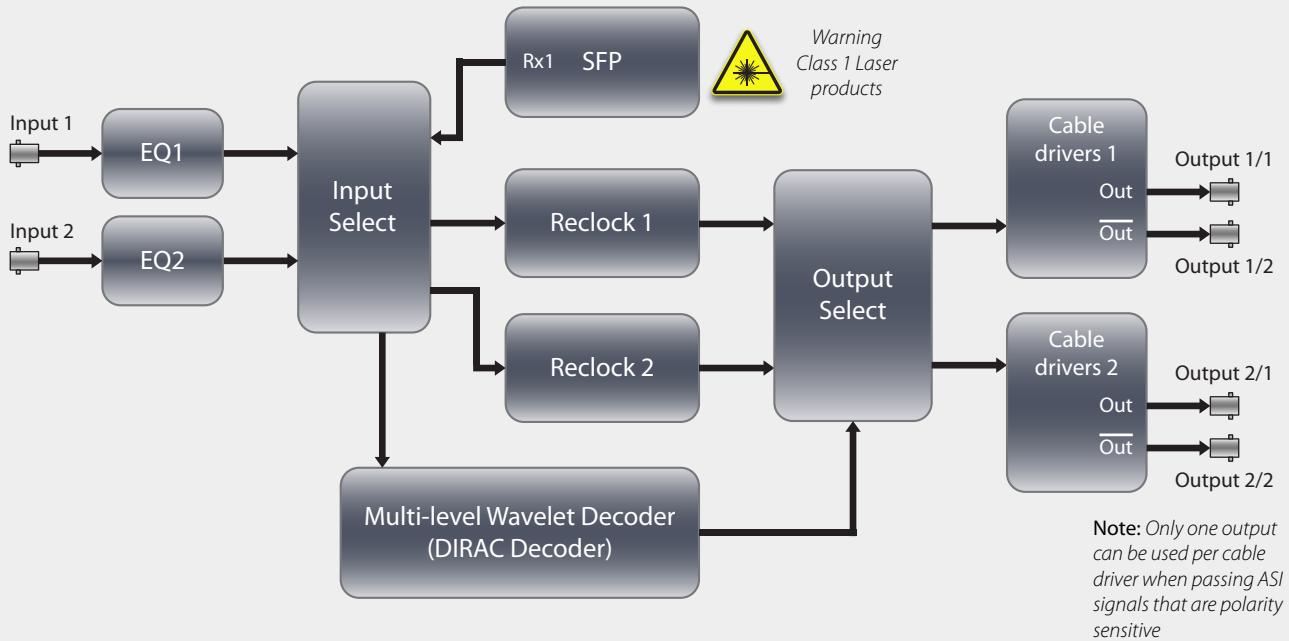 Rx1 SFP
Warning
Class 1 Laser
products
Input 1
EQ1
Input 2
EQ2
Input
Select
Reclock 1
Reclock 2
Multi-level Wavelet Decoder
(DIRAC Decoder)
Output
Select
Cable
drivers 1
Out
Out
Output 1/1
Output 1/2
Cable
drivers 2
Out
Out
Output 2/1
Output 2/2
Note: Only one output
can be used per cable
driver when passing ASI
signals that are polarity
sensitive